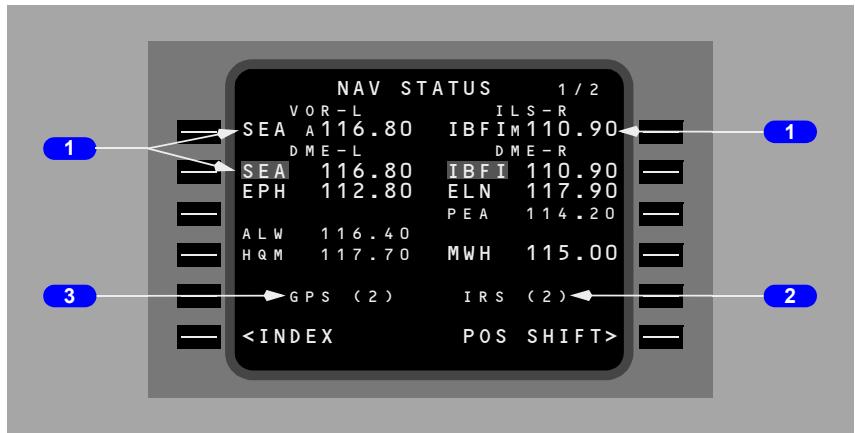 NAV STATUS 1/2
VOR-L ILS-R
SEA A116.80 IBFIM110.90
DME-L DME-R
SEA 116.80 IBFI 110.90
EPH 112.80 ELN 117.90
PEA 114.20
ALW 116.40
HQM 117.70 MWH 115.00
GPS (2) IRS (2)
<INDEX POS SHIFT>
1
1
3
2